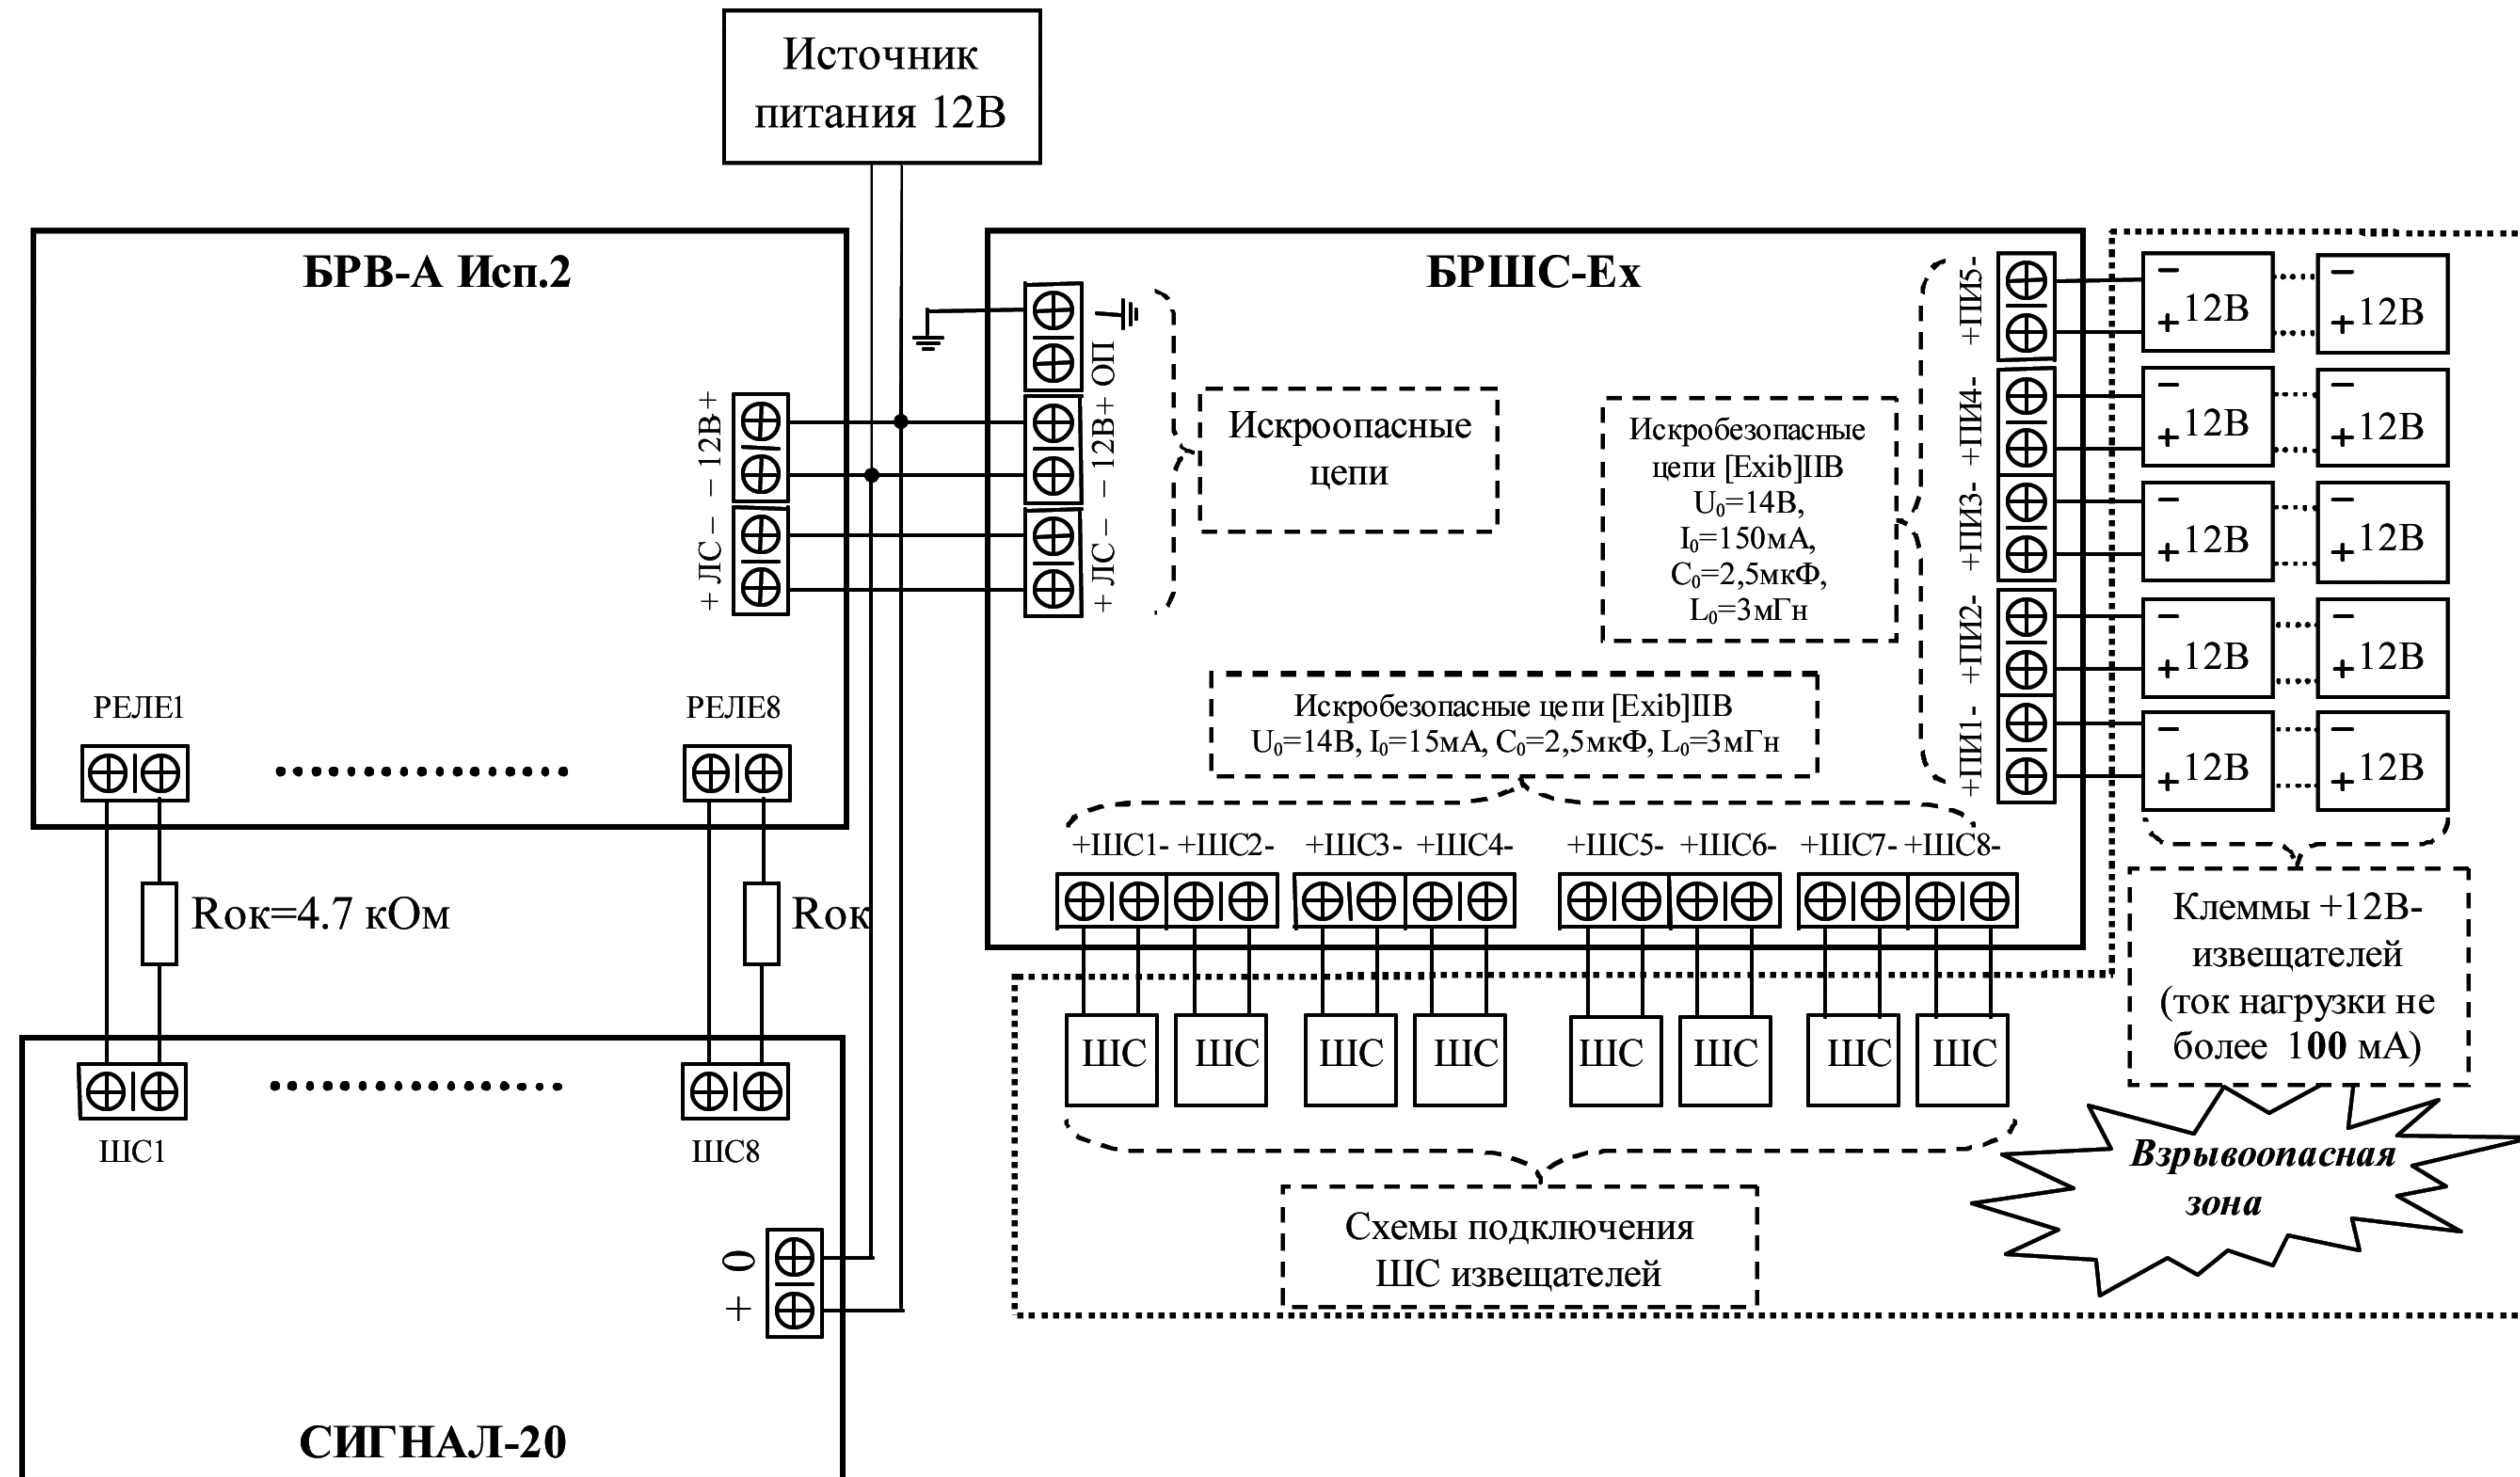 Источник
питания 12В
БРВ-А Исп.2
12В+
–
ЛС –
+
РЕЛЕ1
РЕЛЕ8
Rок=4.7 кОм
Rок
ШС1
ШС8
0
+
СИГНАЛ-20
БРШС-Ex
ОП
12В+
–
ЛС –
+
Искроопасные
цепи
Искробезопасные
цепи [Exib]IIB
U₀=14В,
I₀=150мА,
C₀=2,5мкФ,
L₀=3мГн
Искробезопасные цепи [Exib]IIB
U₀=14В, I₀=15мА, C₀=2,5мкФ, L₀=3мГн
+ПИ5-
+ПИ4-
+ПИ3-
+ПИ2-
+ПИ1-
+ШС1- +ШС2- +ШС3- +ШС4- +ШС5- +ШС6- +ШС7- +ШС8-
ШС ШС ШС ШС ШС ШС ШС ШС
Схемы подключения
ШС извещателей
– –
+ 12В + 12В
– –
+ 12В + 12В
– –
+ 12В + 12В
– –
+ 12В + 12В
– –
+ 12В + 12В
Клеммы +12В-
извещателей
(ток нагрузки не
более 100 мА)
Взрывоопасная
зона